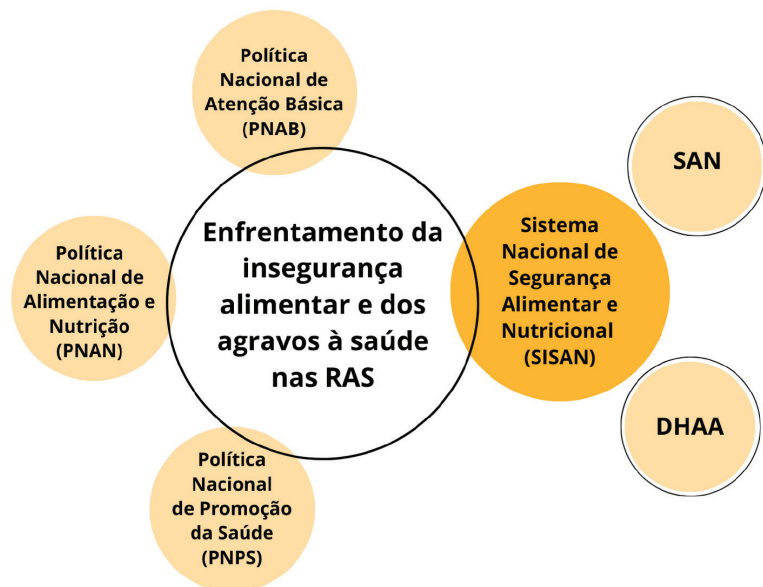 Política
Nacional de
Atenção Básica
(PNAB)
Política
Nacional de
Alimentação e
Nutrição
(PNAN)
Enfrentamento da
insegurança
alimentar e dos
agravos à saúde
nas RAS
Política
Nacional
de Promoção
da Saúde
(PNPS)
Sistema
Nacional de
Segurança
Alimentar e
Nutricional
(SISAN)
SAN
DHAA